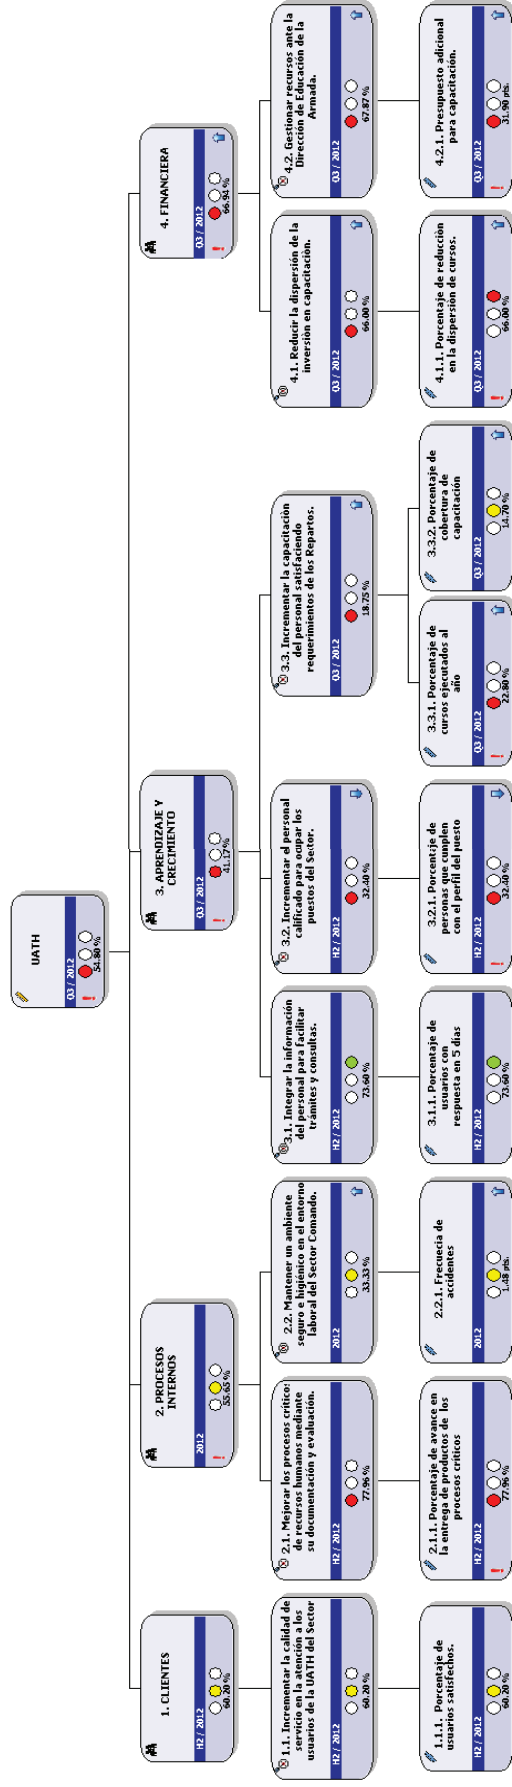 UATH
Q3 / 2012
54.80 %
1. CLIENTES
H2 / 2012
60.20 %
2. PROCESOS
INTERNOS
2012
55.65 %
3. APRENDIZAJE Y
CRECIMIENTO
Q3 / 2012
41.17 %
4. FINANCIERA
Q3 / 2012
66.94 %
1.1. Incrementar la calidad de
servicio en la atención a los
usuarios de la UATH del Sector
H2 / 2012
60.20 %
2.1. Mejorar los procesos críticos
de recursos humanos mediante
su documentación y evaluación.
H2 / 2012
77.96 %
2.2. Mantener un ambiente
seguro e higiénico en el entorno
laboral del Sector Comando.
2012
33.33 %
3.1. Integrar la información
del personal para facilitar
trámites y consultas.
H2 / 2012
73.60 %
3.2. Incrementar el personal
calificado para ocupar los
puestos del Sector.
H2 / 2012
32.40 %
3.3. Incrementar la capacitación
del personal satisfaciendo
requerimientos de los Repartos.
Q3 / 2012
18.75 %
4.1. Reducir la dispersión de la
inversión en capacitación.
Q3 / 2012
66.00 %
4.2. Gestionar recursos ante la
Dirección de Educación de la
Armada.
Q3 / 2012
67.87 %
1.1.1. Porcentaje de
usuarios satisfechos.
H2 / 2012
60.20 %
2.1.1. Porcentaje de avance en
la entrega de productos de los
procesos críticos
H2 / 2012
77.96 %
2.2.1. Frecuecia de
accidentes
2012
1.48 pts.
3.1.1. Porcentaje de
usuarios con
respuesta en 5 días
H2 / 2012
73.60 %
3.2.1. Porcentaje de
personas que cumplen
con el perfil del puesto
H2 / 2012
32.40 %
3.3.1. Porcentaje de
cursos ejecutados al
año
Q3 / 2012
22.80 %
3.3.2. Porcentaje de
cobertura de
capacitación
Q3 / 2012
14.70 %
4.1.1. Porcentaje de reducción
en la dispersión de cursos.
Q3 / 2012
66.00 %
4.2.1. Presupuesto adicional
para capacitación.
Q3 / 2012
31.90 pts.